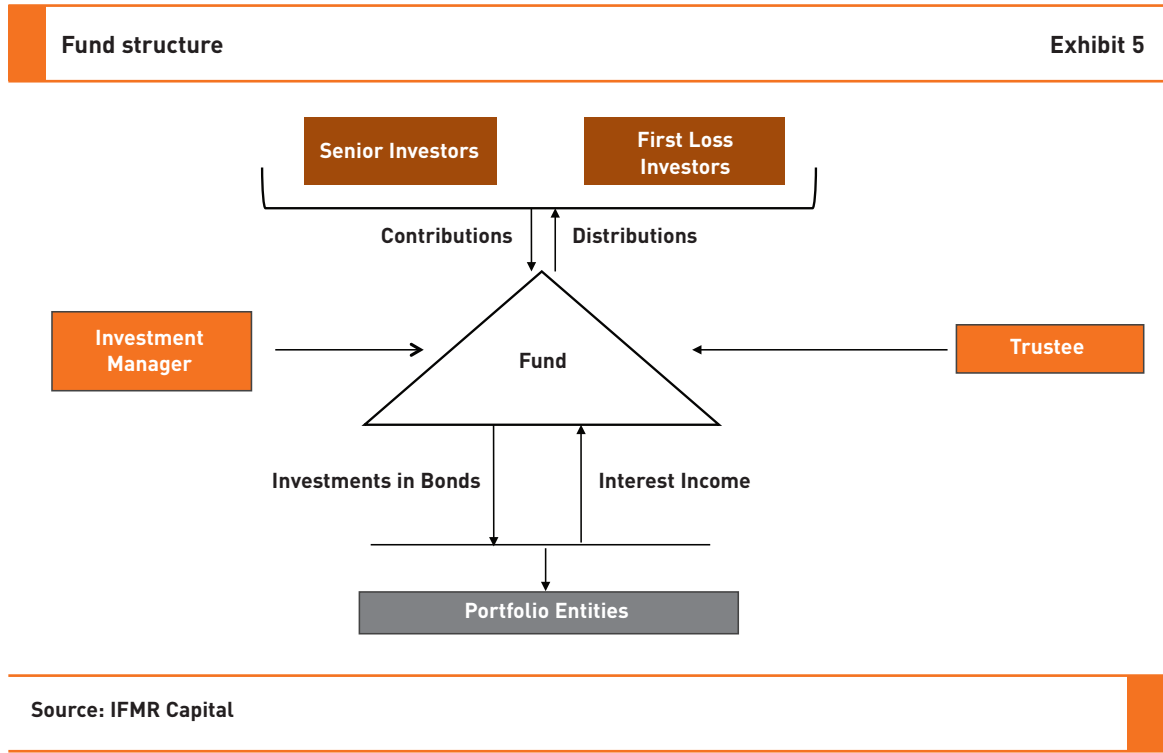 Fund structure
Exhibit 5
Senior Investors
First Loss
Investors
Contributions
Distributions
Investment
Manager
Fund
Trustee
Investments in Bonds
Interest Income
Portfolio Entities
Source: IFMR Capital